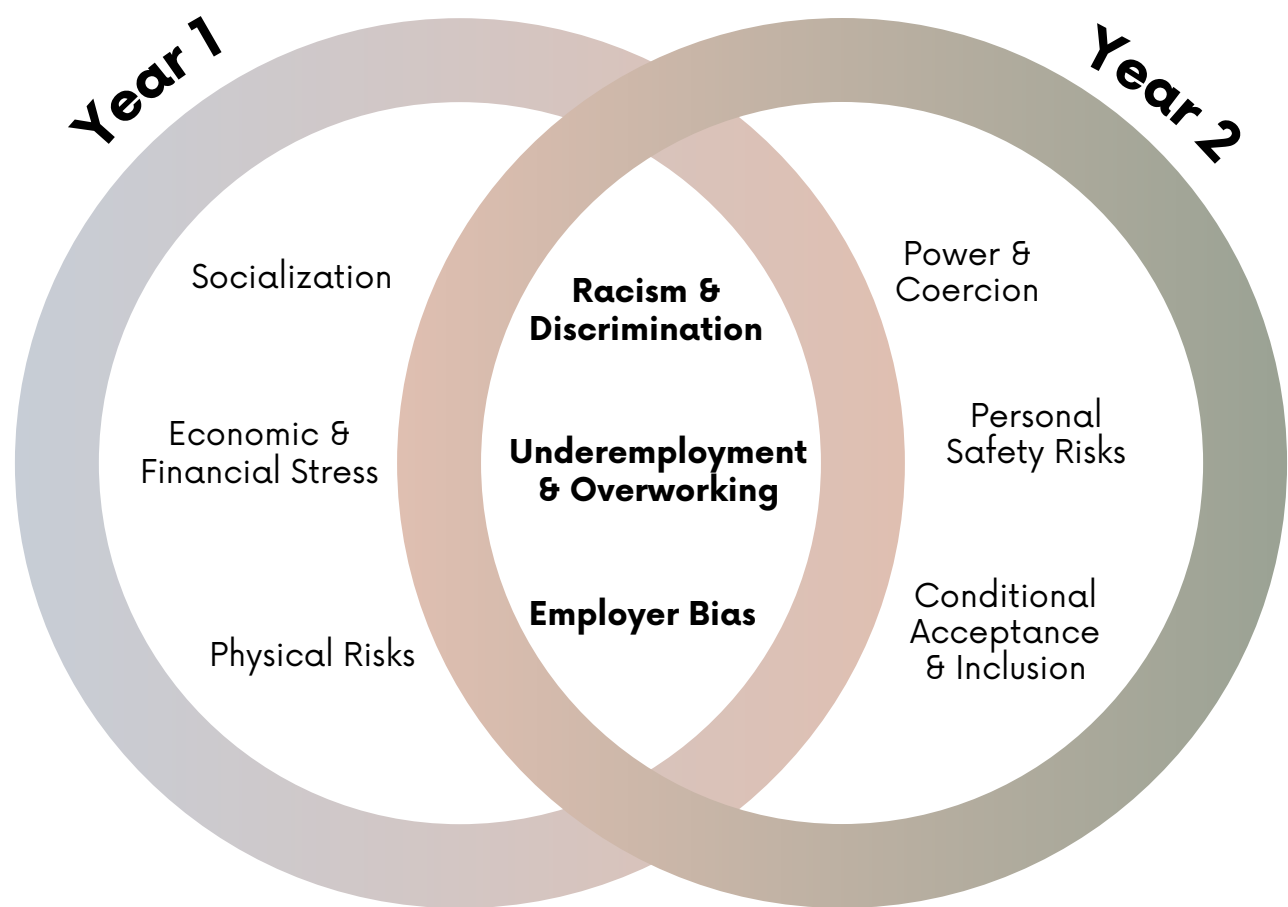 Year 1
Year 2
Socialization
Economic &
Financial Stress
Physical Risks
Racism &
Discrimination
Underemployment
& Overworking
Employer Bias
Power &
Coercion
Personal
Safety Risks
Conditional
Acceptance
& Inclusion